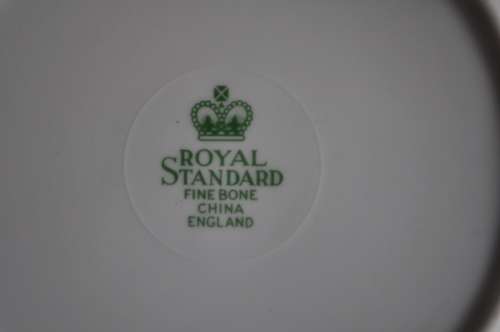 ROYAL
STANDARD
FINE BONE
CHINA
ENGLAND